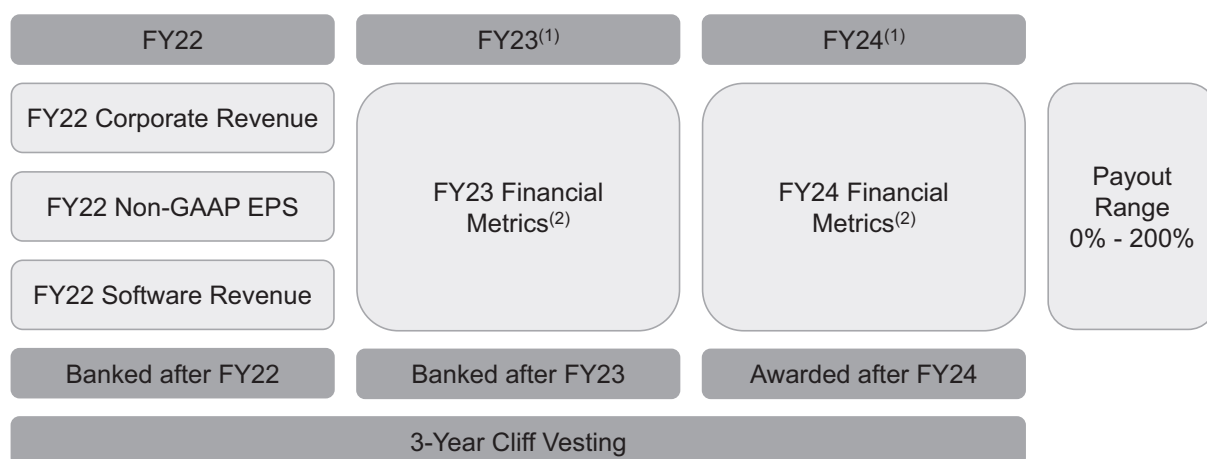 FY22
FY23(1)
FY24(1)
FY22 Corporate Revenue
FY22 Non-GAAP EPS
FY22 Software Revenue
FY23 Financial
Metrics(2)
FY24 Financial
Metrics(2)
Payout
Range
0% - 200%
Banked after FY22
Banked after FY23
Awarded after FY24
3-Year Cliff Vesting